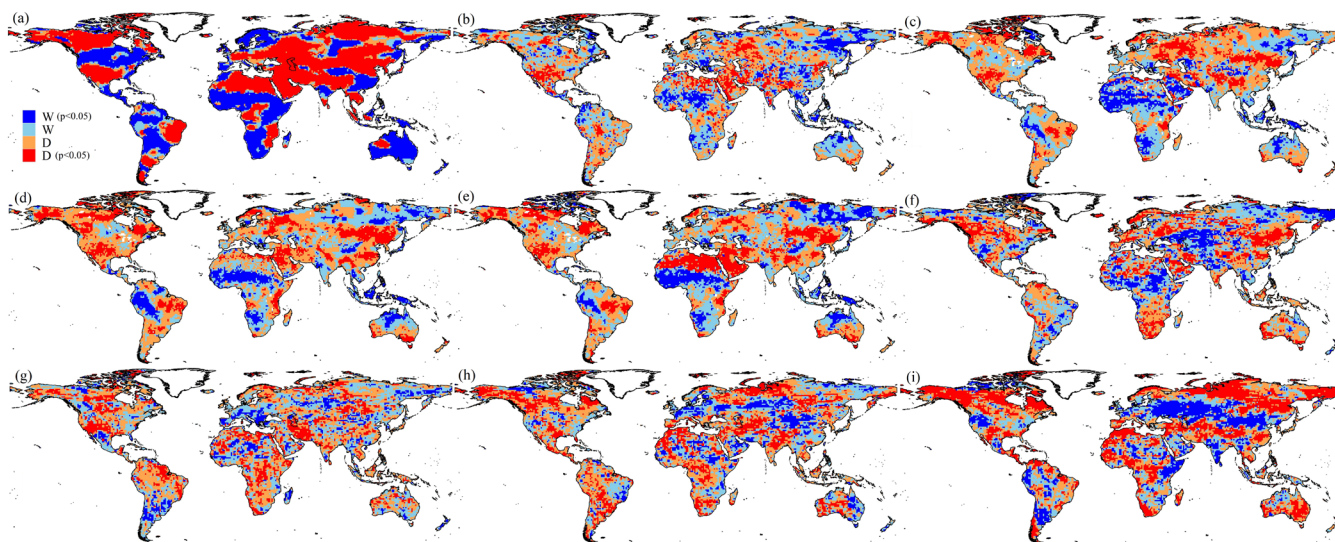 (a)
(b)
(c)
W (p<0.05)
W
D
D (p<0.05)
(d)
(e)
(f)
(g)
(h)
(i)